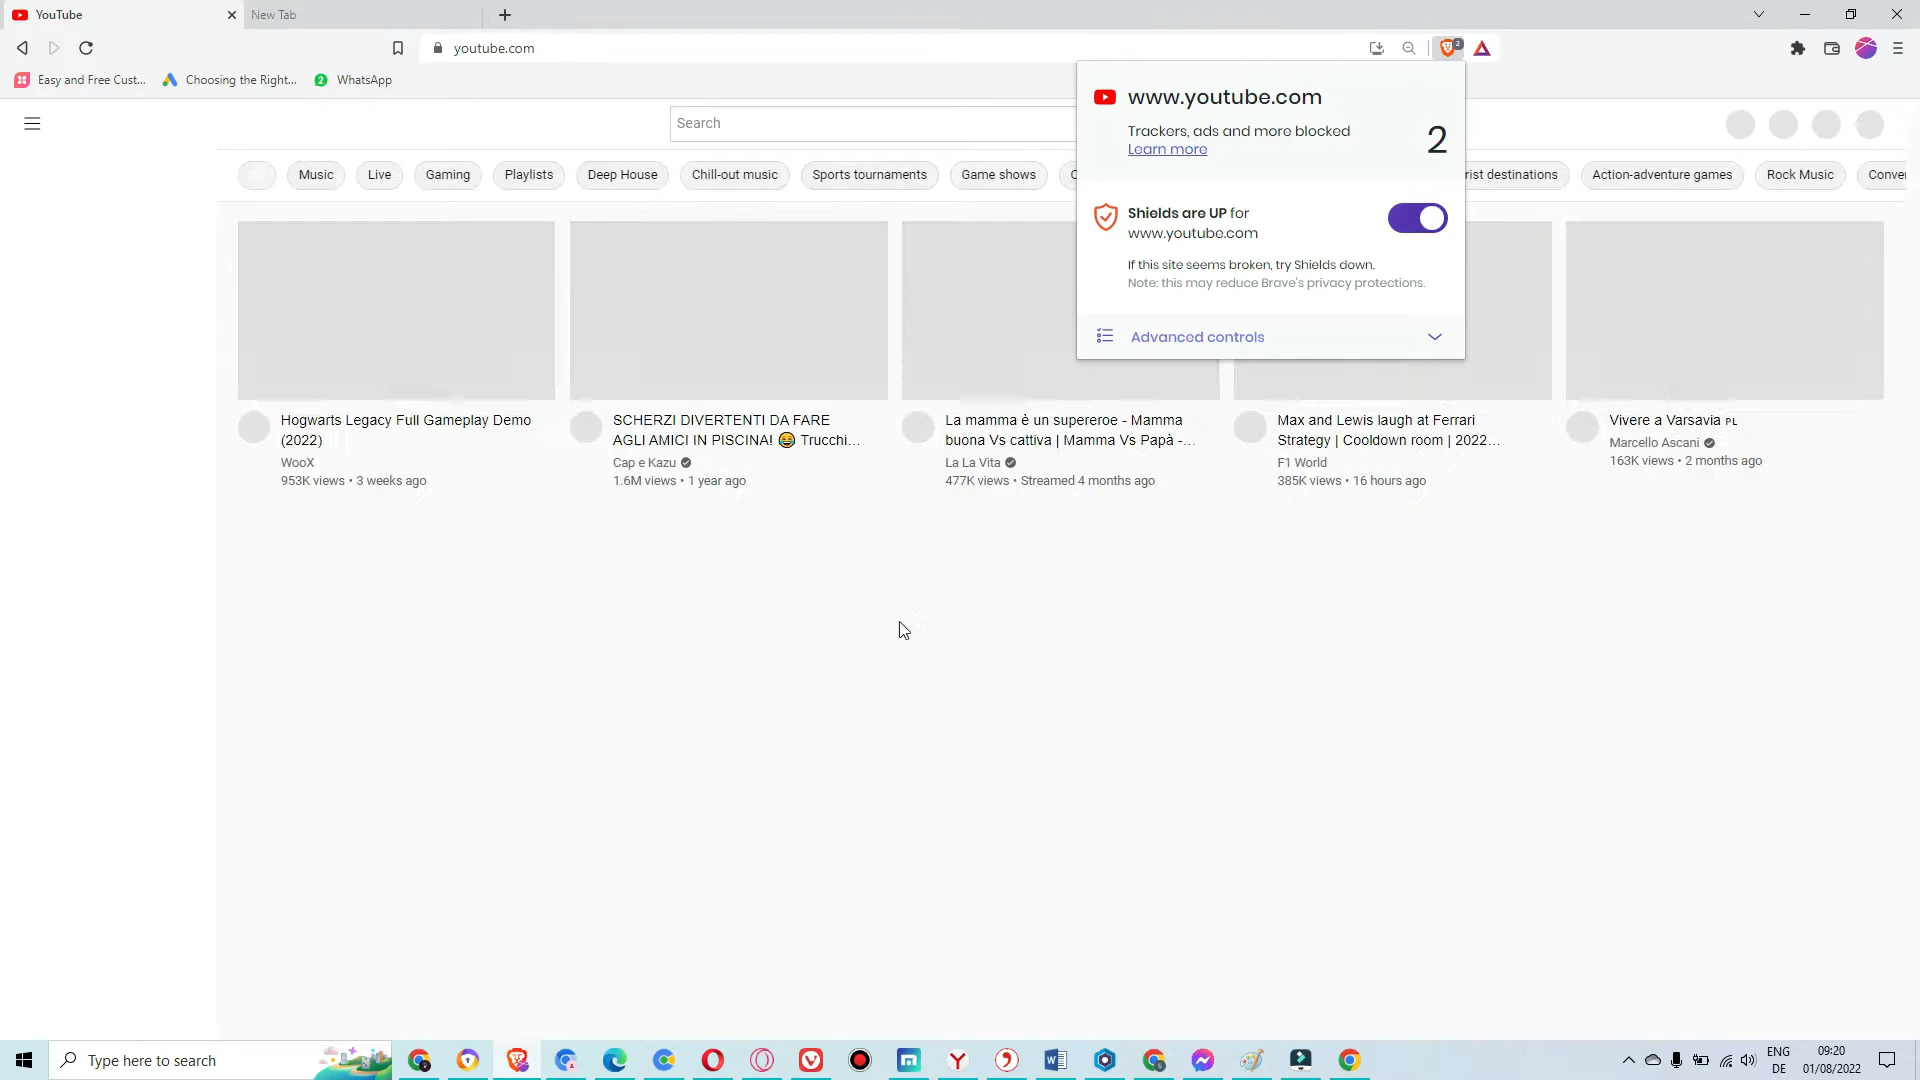 YouTube
New Tab
youtube.com
2
Easy and Free Cust...
Choosing the Right...
2
WhatsApp
Search
www.youtube.com
Trackers, ads and more blocked
Learn more
2
Shields are UP for
www.youtube.com
If this site seems broken, try Shields down.
Note: this may reduce Brave's privacy protections.
Advanced controls
Music
Live
Gaming
Playlists
Deep House
Chill-out music
Sports tournaments
Game shows
rist destinations
Action-adventure games
Rock Music
Conver
Hogwarts Legacy Full Gameplay Demo
(2022)
WooX
953K views • 3 weeks ago
SCHERZI DIVERTENTI DA FARE
AGLI AMICI IN PISCINA! 😂 Trucchi...
Cap e Kazu
1.6M views • 1 year ago
La mamma è un supereroe - Mamma
buona Vs cattiva | Mamma Vs Papà -...
La La Vita
477K views • Streamed 4 months ago
Max and Lewis laugh at Ferrari
Strategy | Cooldown room | 2022...
F1 World
385K views • 16 hours ago
Vivere a Varsavia PL
Marcello Ascani
163K views • 2 months ago
Type here to search
ENG
DE
09:20
01/08/2022